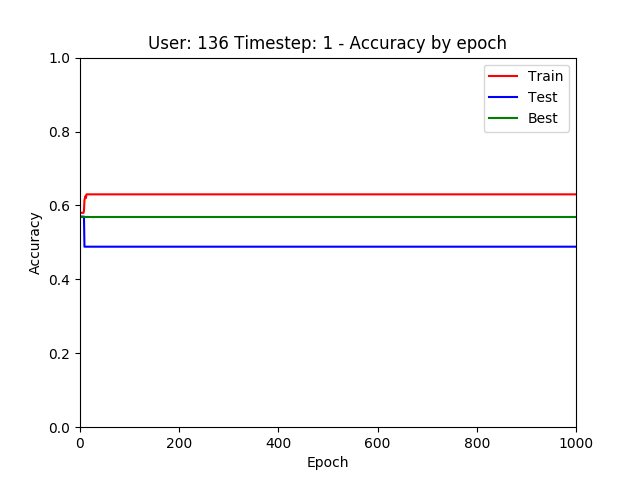 User: 136 Timestep: 1 - Accuracy by epoch
1.0
0.8
0.6
0.4
0.2
0.0
Accuracy
Train
Test
Best
0 200 400 600 800 1000
Epoch